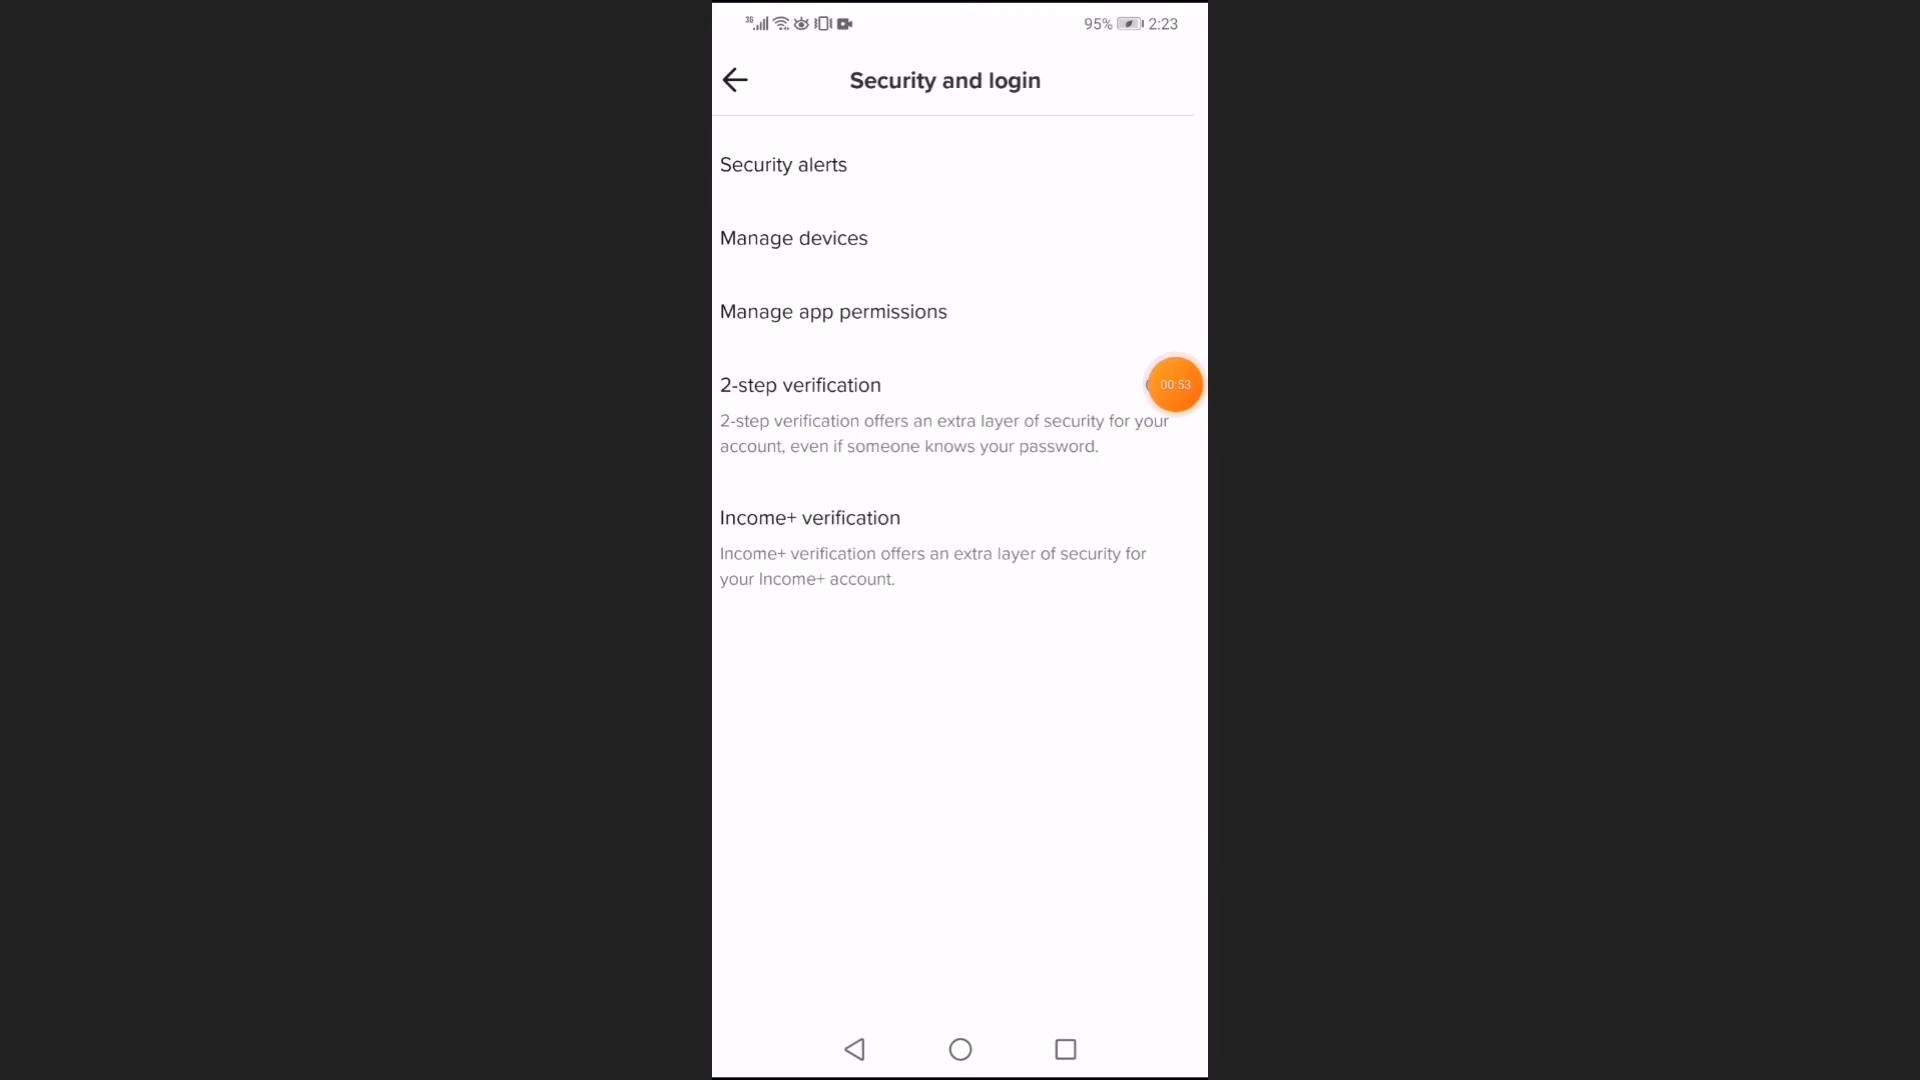 3G 95% 2:23
Security and login
Security alerts
Manage devices
Manage app permissions
2-step verification
00:53
2-step verification offers an extra layer of security for your
account, even if someone knows your password.
Income+ verification
Income+ verification offers an extra layer of security for
your Income+ account.